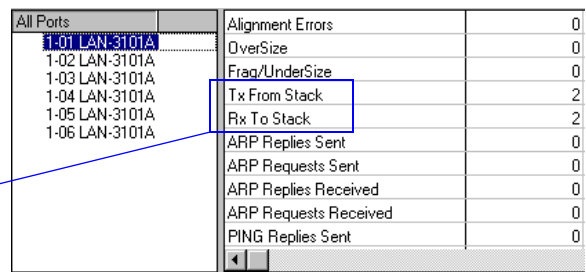 All Ports
1-01 LAN-3101A
1-02 LAN-3101A
1-03 LAN-3101A
1-04 LAN-3101A
1-05 LAN-3101A
1-06 LAN-3101A
Alignment Errors 0
OverSize 0
Frag/UnderSize 0
Tx From Stack 2
Rx To Stack 2
ARP Replies Sent 0
ARP Requests Sent 0
ARP Replies Received 0
ARP Requests Received 0
PING Replies Sent 0